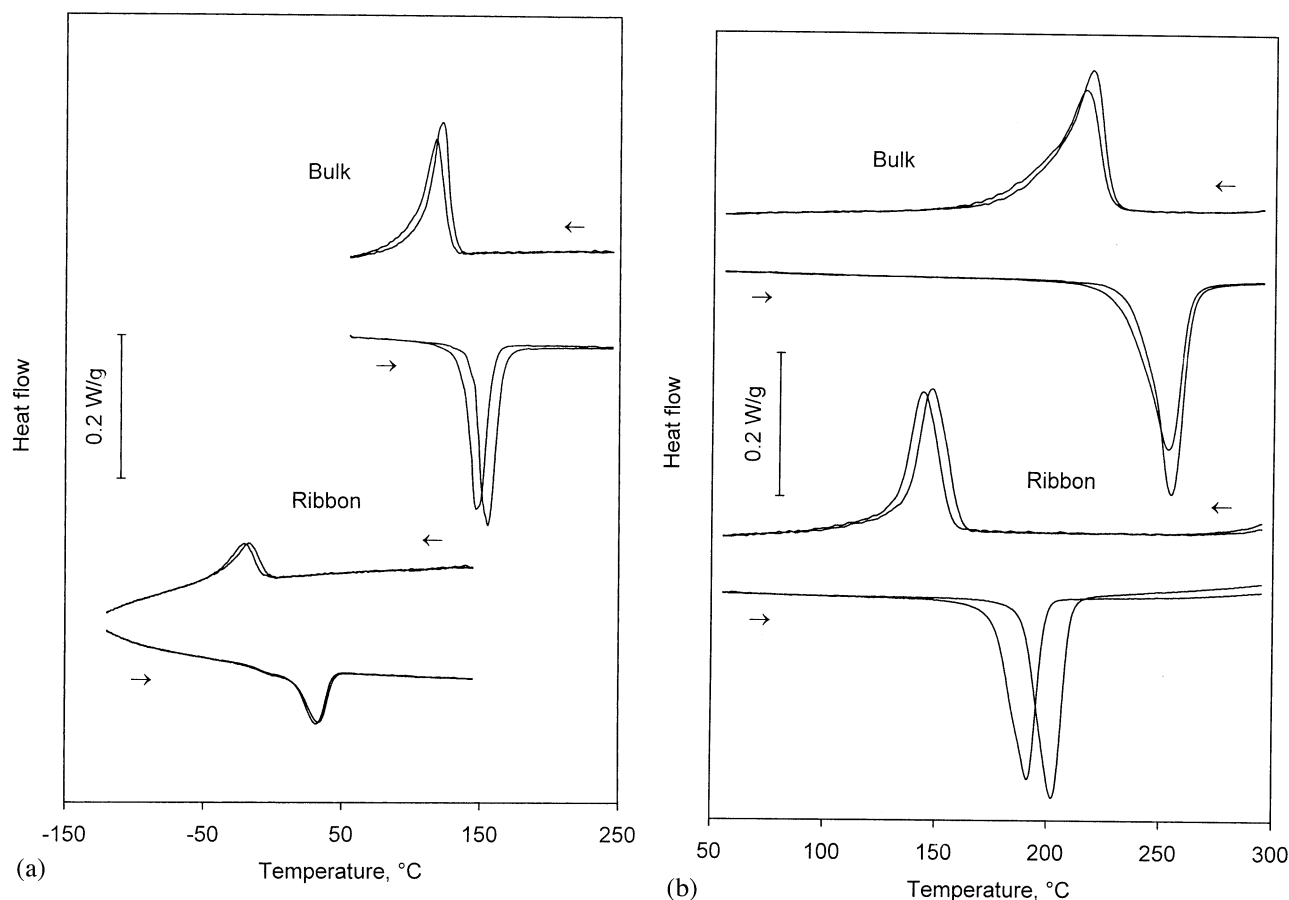 Bulk
←
→
Heat flow
0.2 W/g
Ribbon
←
→
-150 -50 50 150 250
Temperature, °C
(a)
Bulk
←
→
Heat flow
0.2 W/g
Ribbon
←
→
50 100 150 200 250 300
Temperature, °C
(b)